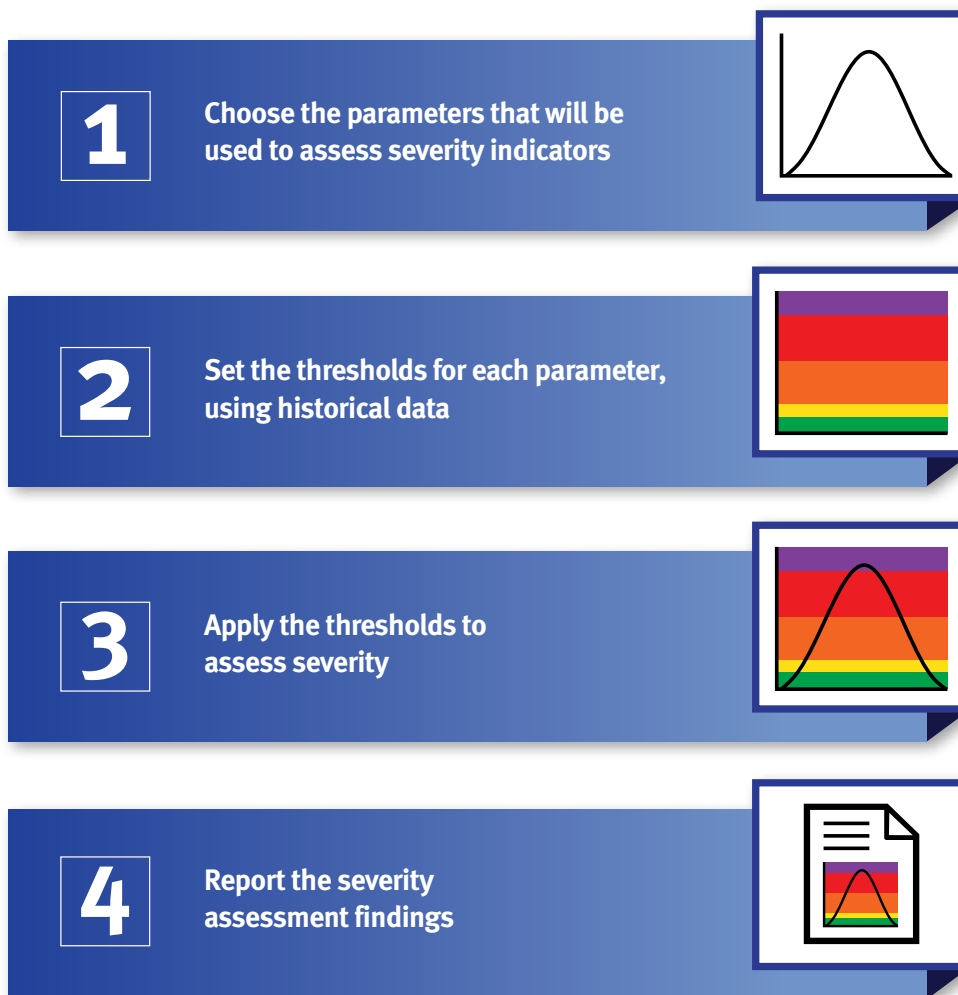 1
Choose the parameters that will be
used to assess severity indicators
2
Set the thresholds for each parameter,
using historical data
3
Apply the thresholds to
assess severity
4
Report the severity
assessment findings